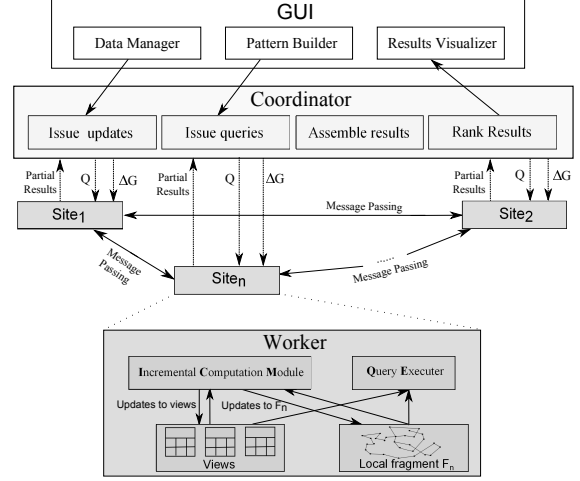 GUI
Data Manager
Pattern Builder
Results Visualizer
Coordinator
Issue updates
Issue queries
Assemble results
Rank Results
Partial
Results
Q
ΔG
Partial
Results
Q
ΔG
Partial
Results
Q
ΔG
Site1
Message Passing
Site2
Message
Passing
Siten
......
Message Passing
Worker
Incremental Computation Module
Query Executer
Updates to views
Updates to Fn
Views
Local fragment Fn